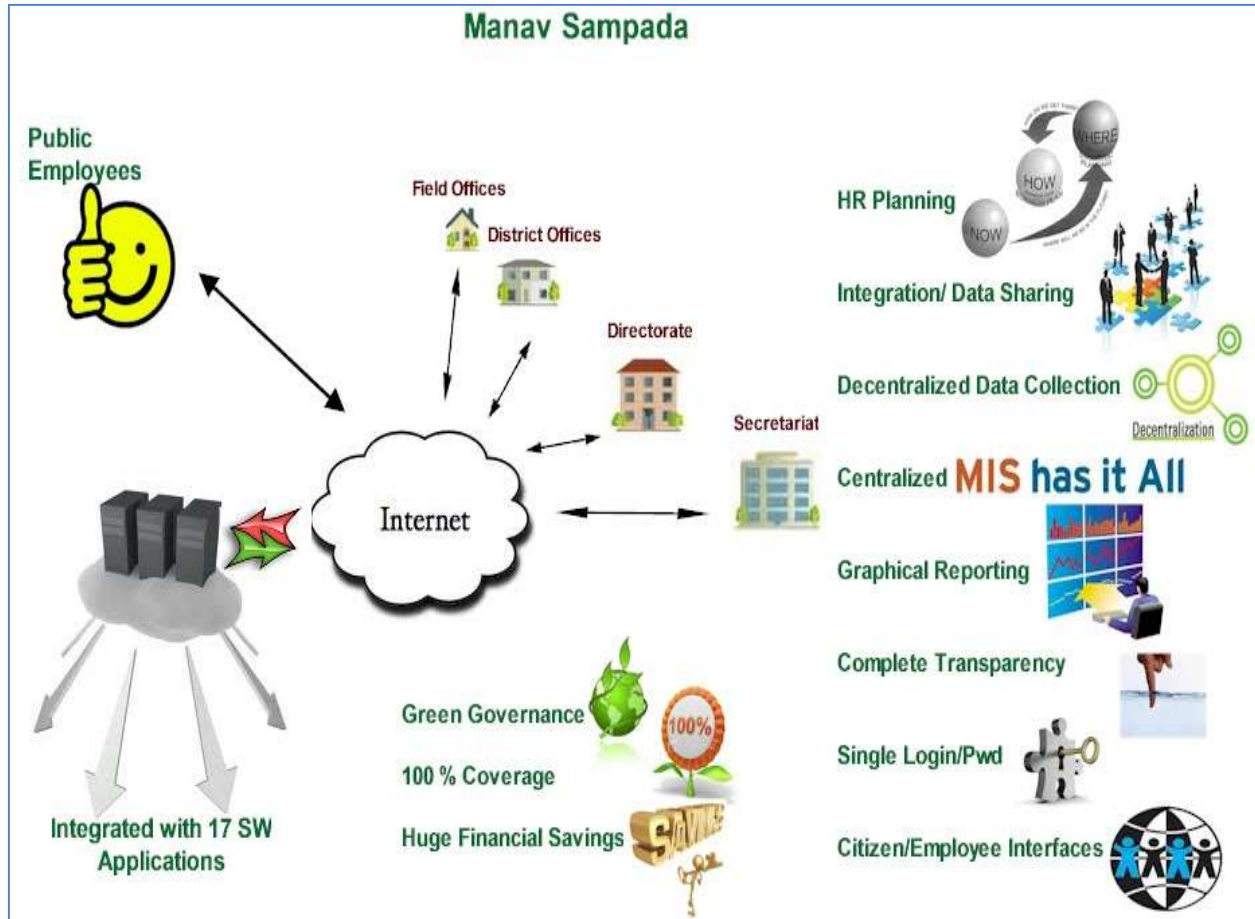 Manav Sampada
Public
Employees
Field Offices
District Offices
Directorate
Secretariat
Internet
Integrated with 17 SW
Applications
Green Governance
100%
100 % Coverage
Huge Financial Savings
WHERE
HOW
NOW
HR Planning
Integration/ Data Sharing
Decentralized Data Collection
Decentralization
Centralized MIS has it All
Graphical Reporting
Complete Transparency
Single Login/Pwd
Citizen/Employee Interfaces